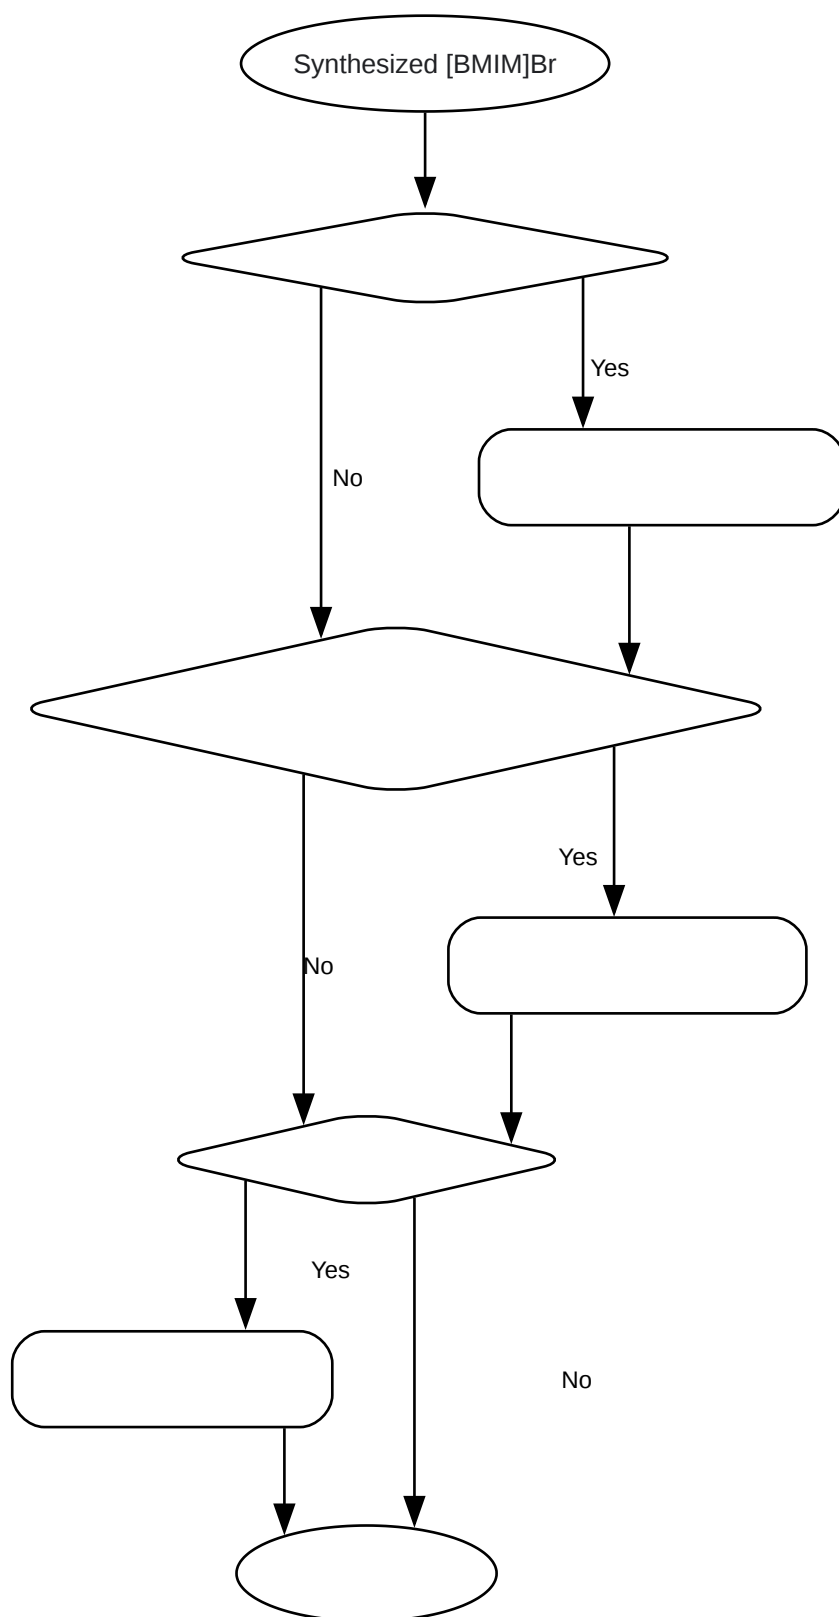 Synthesized [BMIM]Br
Yes
No
Yes
No
Yes
No